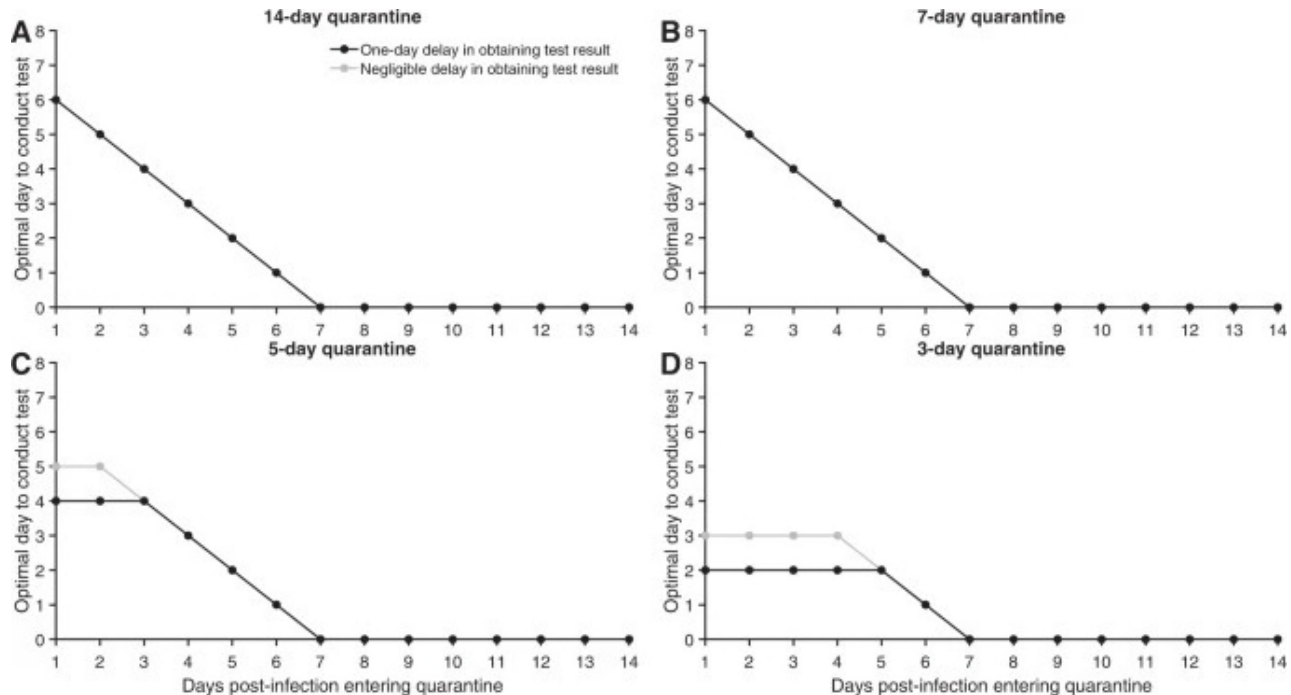 A
14-day quarantine
One-day delay in obtaining test result
Negligible delay in obtaining test result
Optimal day to conduct test
8
7
6
5
4
3
2
1
0
1 2 3 4 5 6 7 8 9 10 11 12 13 14
B
7-day quarantine
Optimal day to conduct test
8
7
6
5
4
3
2
1
0
1 2 3 4 5 6 7 8 9 10 11 12 13 14
C
5-day quarantine
Optimal day to conduct test
8
7
6
5
4
3
2
1
0
1 2 3 4 5 6 7 8 9 10 11 12 13 14
Days post-infection entering quarantine
D
3-day quarantine
Optimal day to conduct test
8
7
6
5
4
3
2
1
0
1 2 3 4 5 6 7 8 9 10 11 12 13 14
Days post-infection entering quarantine